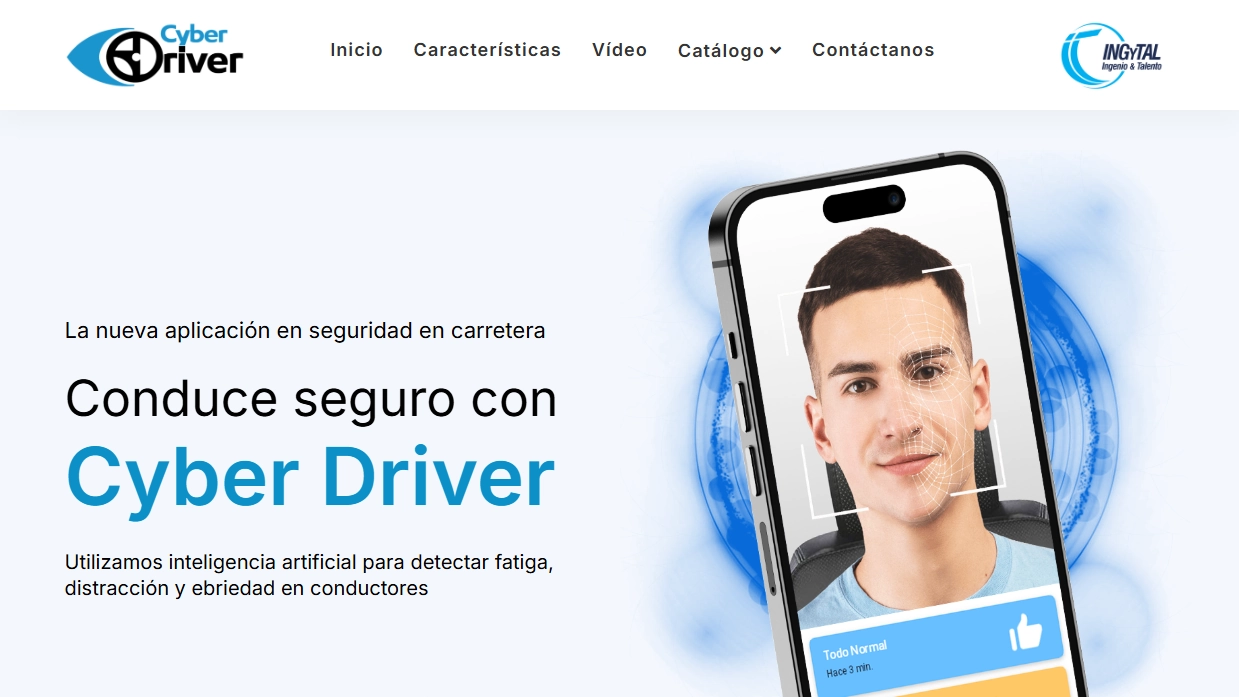 Cyber
Driver
Inicio
Características
Vídeo
Catálogo
Contáctanos
INGyTAL
Ingenio & Talento
La nueva aplicación en seguridad en carretera
Conduce seguro con
Cyber Driver
Utilizamos inteligencia artificial para detectar fatiga,
distracción y ebriedad en conductores
Todo Normal
Hace 3 min.